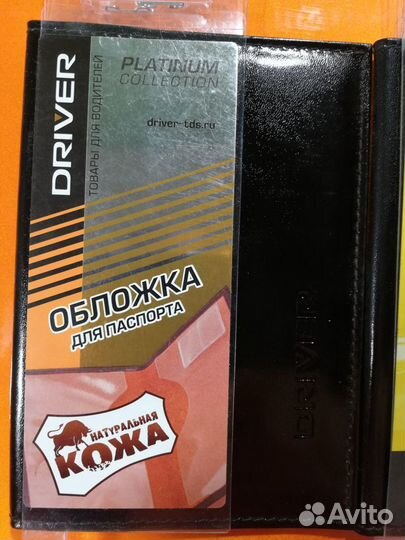 DRIVER
ТОВАРЫ ДЛЯ ВОДИТЕЛЕЙ
PLATINUM
COLLECTION
driver-tds.ru
ОБЛОЖКА
ДЛЯ ПАСПОРТА
НАТУРАЛЬНАЯ
КОЖА
DRIVER
Avito